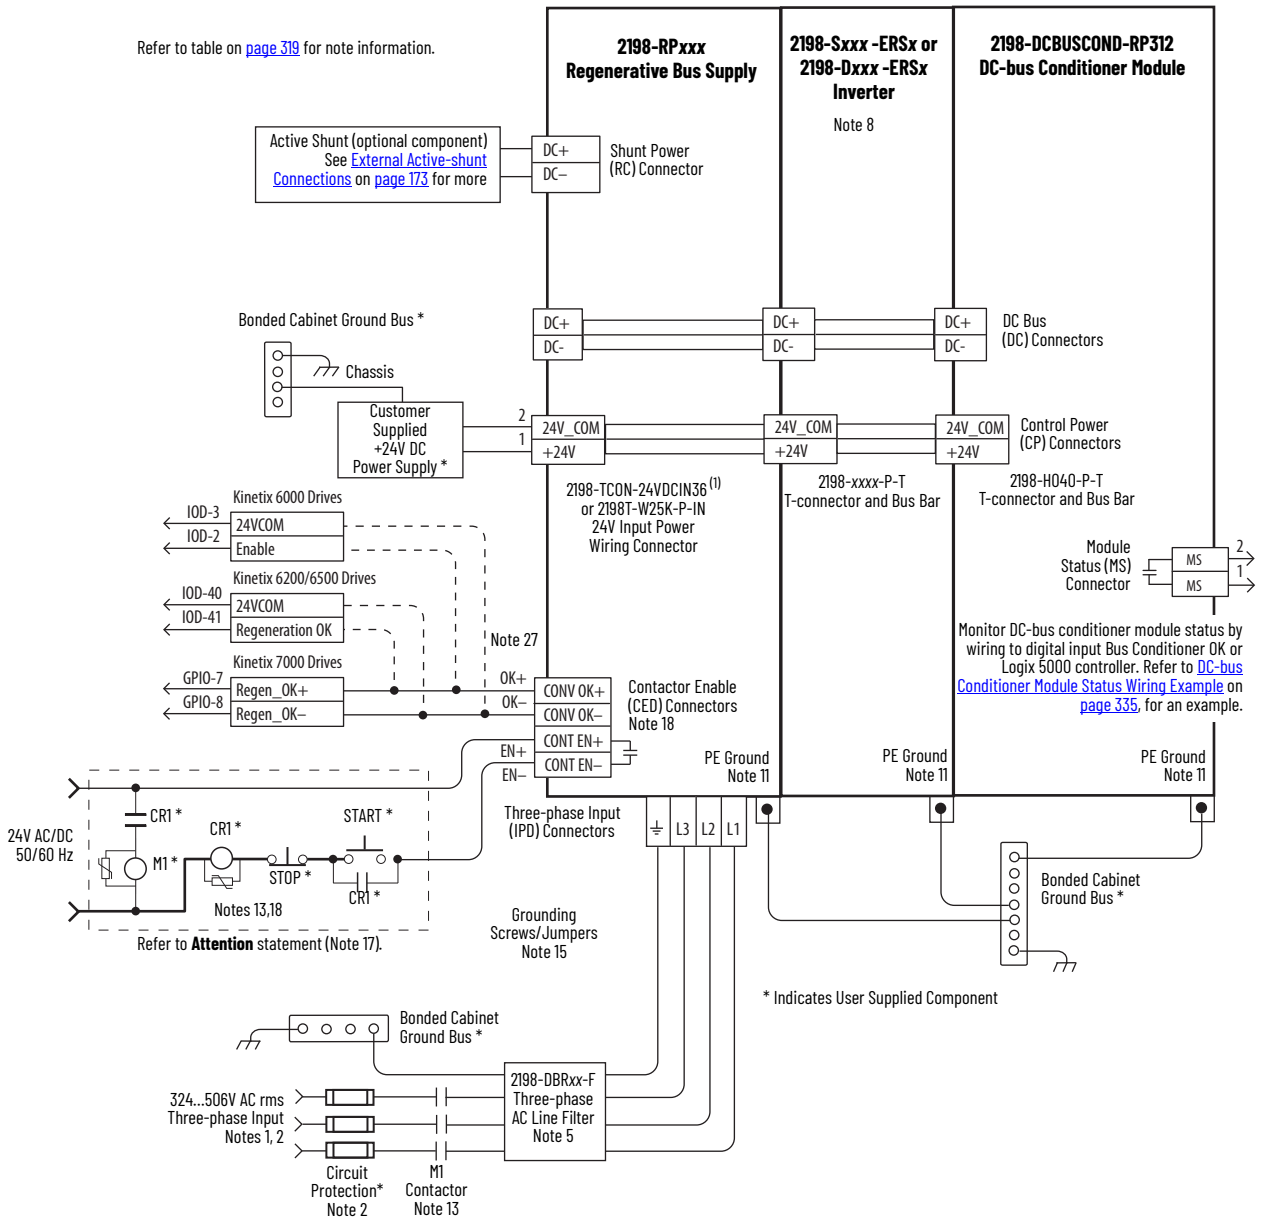 Refer to table on page 319 for note information.
2198-RPxxx
Regenerative Bus Supply
2198-Sxxx -ERSx or
2198-Dxxx -ERSx
Inverter
Note 8
2198-DCBUSCOND-RP312
DC-bus Conditioner Module
Active Shunt (optional component)
See External Active-shunt
Connections on page 173 for more
DC+
DC–
Shunt Power
(RC) Connector
Bonded Cabinet Ground Bus *
Chassis
DC+
DC-
DC+
DC-
DC+
DC-
DC Bus
(DC) Connectors
Customer
Supplied
+24V DC
Power Supply *
2
1
24V_COM
+24V
24V_COM
+24V
24V_COM
+24V
Control Power
(CP) Connectors
2198-TCON-24VDCIN36 (1)
or 2198T-W25K-P-IN
24V Input Power
Wiring Connector
2198-xxxx-P-T
T-connector and Bus Bar
2198-H040-P-T
T-connector and Bus Bar
Kinetix 6000 Drives
IOD-3
24VCOM
IOD-2
Enable
Kinetix 6200/6500 Drives
IOD-40
24VCOM
IOD-41
Regeneration OK
Kinetix 7000 Drives
GPIO-7
Regen_OK+
GPIO-8
Regen_OK–
Note 27
OK+
OK–
EN+
EN–
CONV OK+
CONV OK–
CONT EN+
CONT EN–
Contactor Enable
(CED) Connectors
Note 18
Module
Status (MS)
Connector
MS
MS
2
1
Monitor DC-bus conditioner module status by
wiring to digital input Bus Conditioner OK or
Logix 5000 controller. Refer to DC-bus
Conditioner Module Status Wiring Example on
page 335, for an example.
PE Ground
Note 11
PE Ground
Note 11
PE Ground
Note 11
24V AC/DC
50/60 Hz
CR1 *
M1 *
CR1 *
STOP *
START *
CR1 *
Notes 13,18
Refer to Attention statement (Note 17).
Three-phase Input
(IPD) Connectors
L3
L2
L1
Grounding
Screws/Jumpers
Note 15
Bonded Cabinet
Ground Bus *
* Indicates User Supplied Component
Bonded Cabinet
Ground Bus *
324...506V AC rms
Three-phase Input
Notes 1, 2
2198-DBRxx-F
Three-phase
AC Line Filter
Note 5
Circuit
Protection*
Note 2
M1
Contactor
Note 13